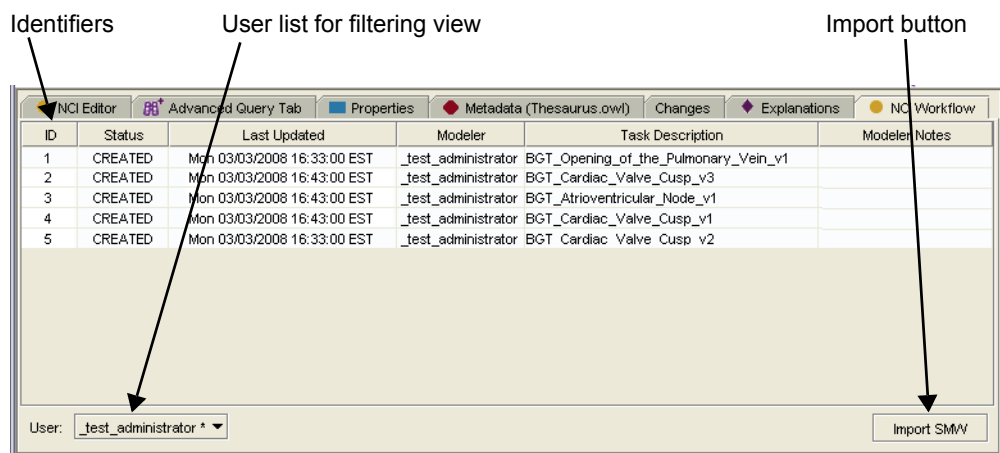 Identifiers User list for filtering view Import button
NCI Editor Advanced Query Tab Properties Metadata (Thesaurus.owl) Changes Explanations NCI Workflow
ID Status Last Updated Modeler Task Description Modeler Notes
1 CREATED Mon 03/03/2008 16:33:00 EST _test_administrator BGT_Opening_of_the_Pulmonary_Vein_v1
2 CREATED Mon 03/03/2008 16:43:00 EST _test_administrator BGT_Cardiac_Valve_Cusp_v3
3 CREATED Mon 03/03/2008 16:43:00 EST _test_administrator BGT_Atrioventricular_Node_v1
4 CREATED Mon 03/03/2008 16:43:00 EST _test_administrator BGT_Cardiac_Valve_Cusp_v1
5 CREATED Mon 03/03/2008 16:33:00 EST _test_administrator BGT_Cardiac_Valve_Cusp_v2
User: _test_administrator * Import SMW